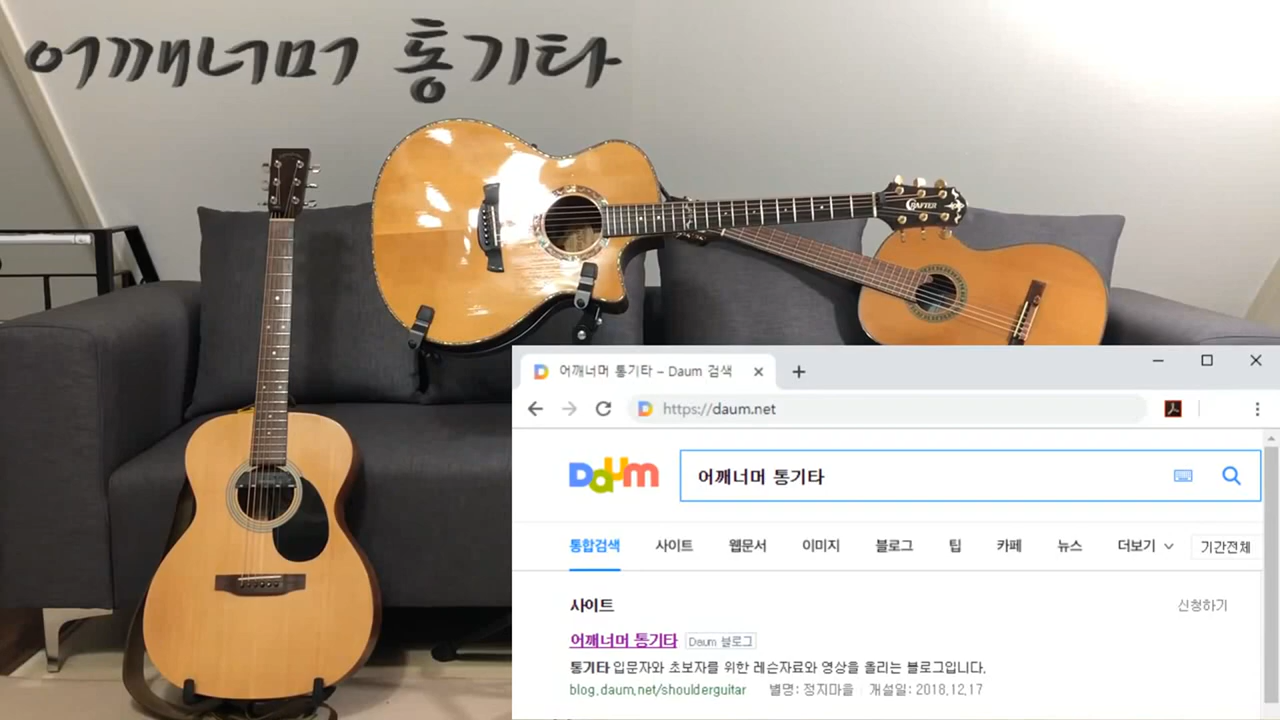 어깨너머 통기타
CRAFTER
어깨너머 통기타 – Daum 검색
https://daum.net
Daum
어깨너머 통기타
통합검색 사이트 웹문서 이미지 블로그 팁 카페 뉴스 더보기 기간전체
사이트
신청하기
어깨너머 통기타 Daum 블로그
통기타 입문자와 초보자를 위한 레슨자료와 영상을 올리는 블로그입니다.
blog.daum.net/shoulderguitar 별명: 정지마을 개설일: 2018.12.17